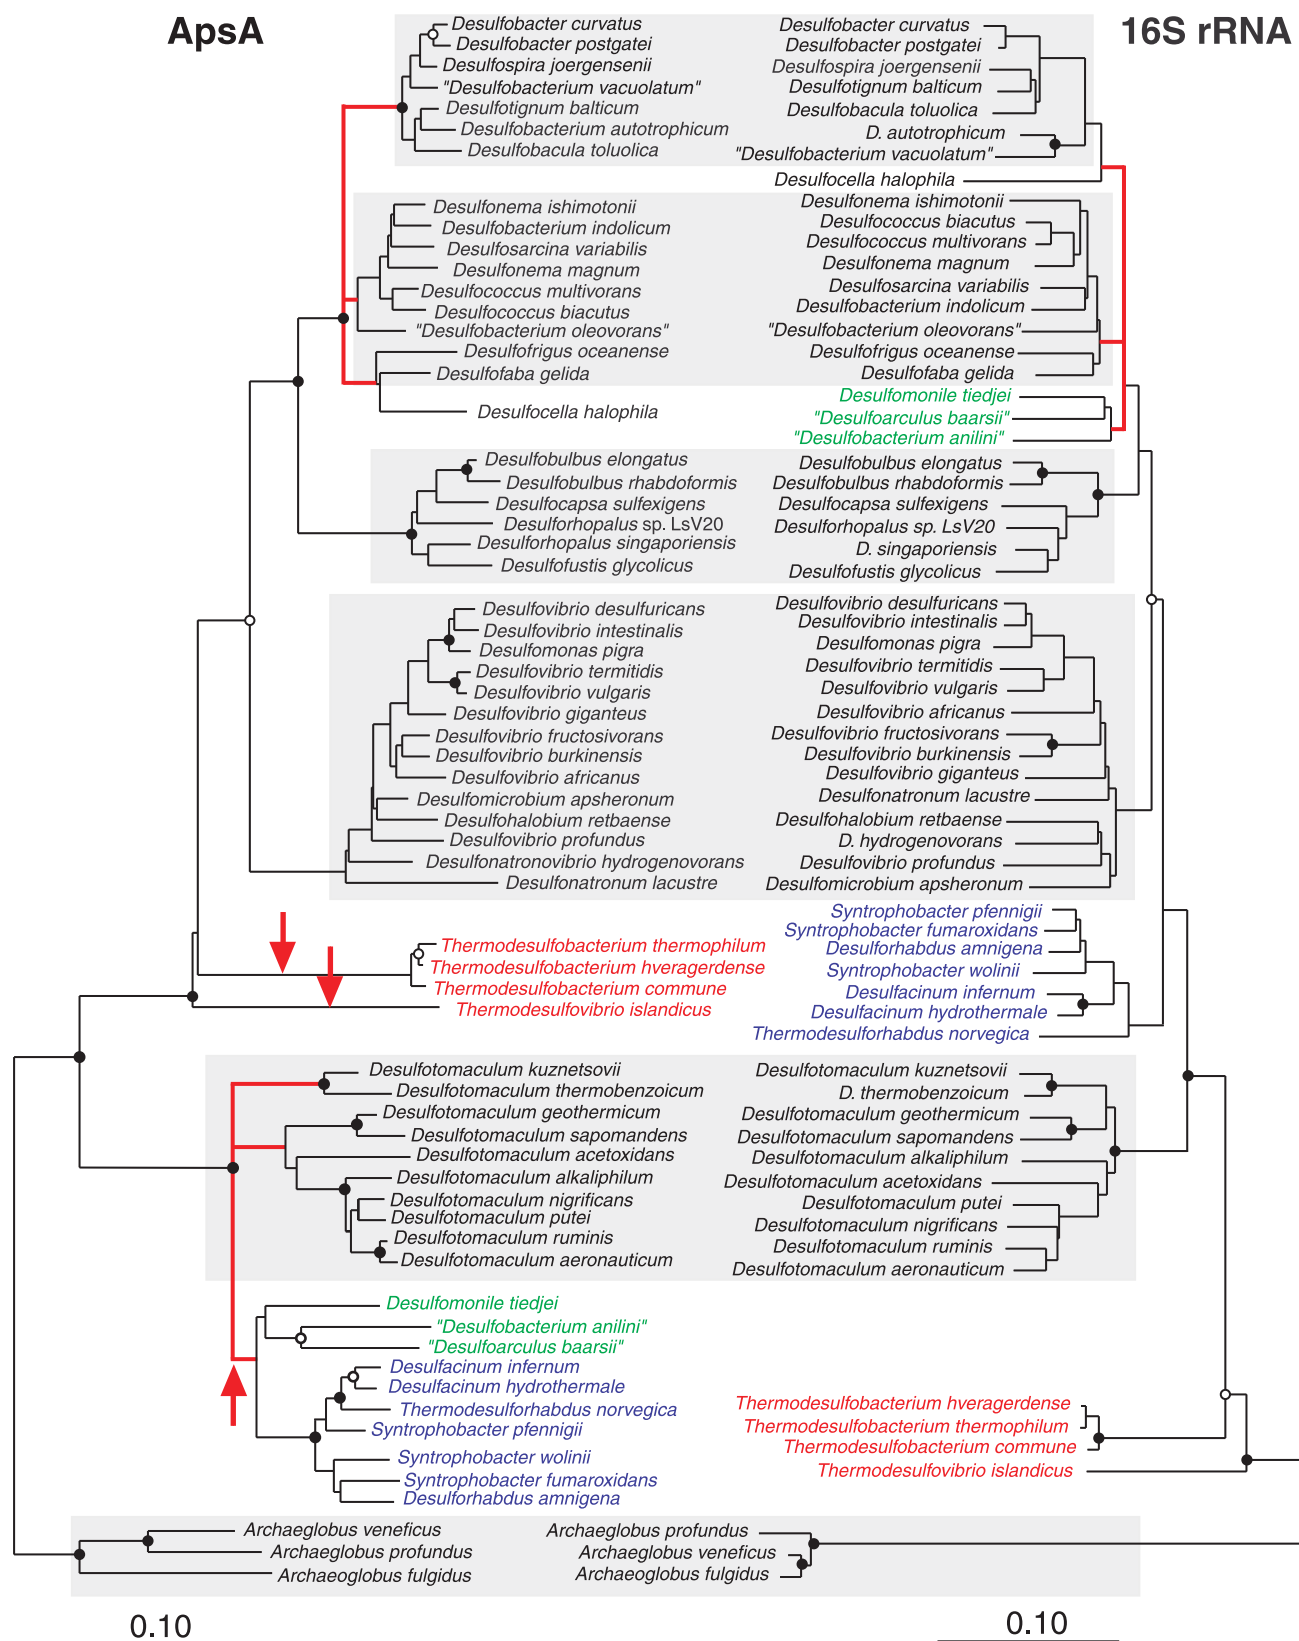 ApsA
16S rRNA
Desulfobacter curvatus
Desulfobacter postgatei
Desulfospira joergensenii
"Desulfobacterium vacuolatum"
Desulfotignum balticum
Desulfobacterium autotrophicum
Desulfobacula toluolica
Desulfonema ishimotonii
Desulfobacterium indolicum
Desulfosarcina variabilis
Desulfonema magnum
Desulfococcus multivorans
Desulfococcus biacutus
"Desulfobacterium oleovorans"
Desulfofrigus oceanense
Desulfofaba gelida
Desulfocella halophila
Desulfobulbus elongatus
Desulfobulbus rhabdoformis
Desulfocapsa sulfexigens
Desulforhopalus sp. LsV20
Desulforhopalus singaporiensis
Desulfofustis glycolicus
Desulfovibrio desulfuricans
Desulfovibrio intestinalis
Desulfomonas pigra
Desulfovibrio termitidis
Desulfovibrio vulgaris
Desulfovibrio giganteus
Desulfovibrio fructosivorans
Desulfovibrio burkinensis
Desulfovibrio africanus
Desulfomicrobium apsheronum
Desulfohalobium retbaense
Desulfovibrio profundus
Desulfonatronovibrio hydrogenovorans
Desulfonatronum lacustre
Thermodesulfobacterium thermophilum
Thermodesulfobacterium hveragerdense
Thermodesulfobacterium commune
Thermodesulfovibrio islandicus
Desulfotomaculum kuznetsovii
Desulfotomaculum thermobenzoicum
Desulfotomaculum geothermicum
Desulfotomaculum sapomandens
Desulfotomaculum acetoxidans
Desulfotomaculum alkaliphilum
Desulfotomaculum nigrificans
Desulfotomaculum putei
Desulfotomaculum ruminis
Desulfotomaculum aeronauticum
Desulfomonile tiedjei
"Desulfobacterium anilini"
"Desulfoarculus baarsii"
Desulfacinum infernum
Desulfacinum hydrothermale
Thermodesulforhabdus norvegica
Syntrophobacter pfennigii
Syntrophobacter wolinii
Syntrophobacter fumaroxidans
Desulforhabdus amnigena
Archaeglobus veneficus
Archaeglobus profundus
Archaeoglobus fulgidus
0.10
Desulfobacter curvatus
Desulfobacter postgatei
Desulfospira joergensenii
Desulfotignum balticum
Desulfobacula toluolica
D. autotrophicum
"Desulfobacterium vacuolatum"
Desulfocella halophila
Desulfonema ishimotonii
Desulfococcus biacutus
Desulfococcus multivorans
Desulfonema magnum
Desulfosarcina variabilis
Desulfobacterium indolicum
"Desulfobacterium oleovorans"
Desulfofrigus oceanense
Desulfofaba gelida
Desulfomonile tiedjei
"Desulfoarculus baarsii"
"Desulfobacterium anilini"
Desulfobulbus elongatus
Desulfobulbus rhabdoformis
Desulfocapsa sulfexigens
Desulforhopalus sp. LsV20
D. singaporiensis
Desulfofustis glycolicus
Desulfovibrio desulfuricans
Desulfovibrio intestinalis
Desulfomonas pigra
Desulfovibrio termitidis
Desulfovibrio vulgaris
Desulfovibrio africanus
Desulfovibrio fructosivorans
Desulfovibrio burkinensis
Desulfovibrio giganteus
Desulfonatronum lacustre
Desulfohalobium retbaense
D. hydrogenovorans
Desulfovibrio profundus
Desulfomicrobium apsheronum
Syntrophobacter pfennigii
Syntrophobacter fumaroxidans
Desulforhabdus amnigena
Syntrophobacter wolinii
Desulfacinum infernum
Desulfacinum hydrothermale
Thermodesulforhabdus norvegica
Desulfotomaculum kuznetsovii
D. thermobenzoicum
Desulfotomaculum geothermicum
Desulfotomaculum sapomandens
Desulfotomaculum alkaliphilum
Desulfotomaculum acetoxidans
Desulfotomaculum putei
Desulfotomaculum nigrificans
Desulfotomaculum ruminis
Desulfotomaculum aeronauticum
Thermodesulfobacterium hveragerdense
Thermodesulfobacterium thermophilum
Thermodesulfobacterium commune
Thermodesulfovibrio islandicus
Archaeglobus profundus
Archaeglobus veneficus
Archaeoglobus fulgidus
0.10